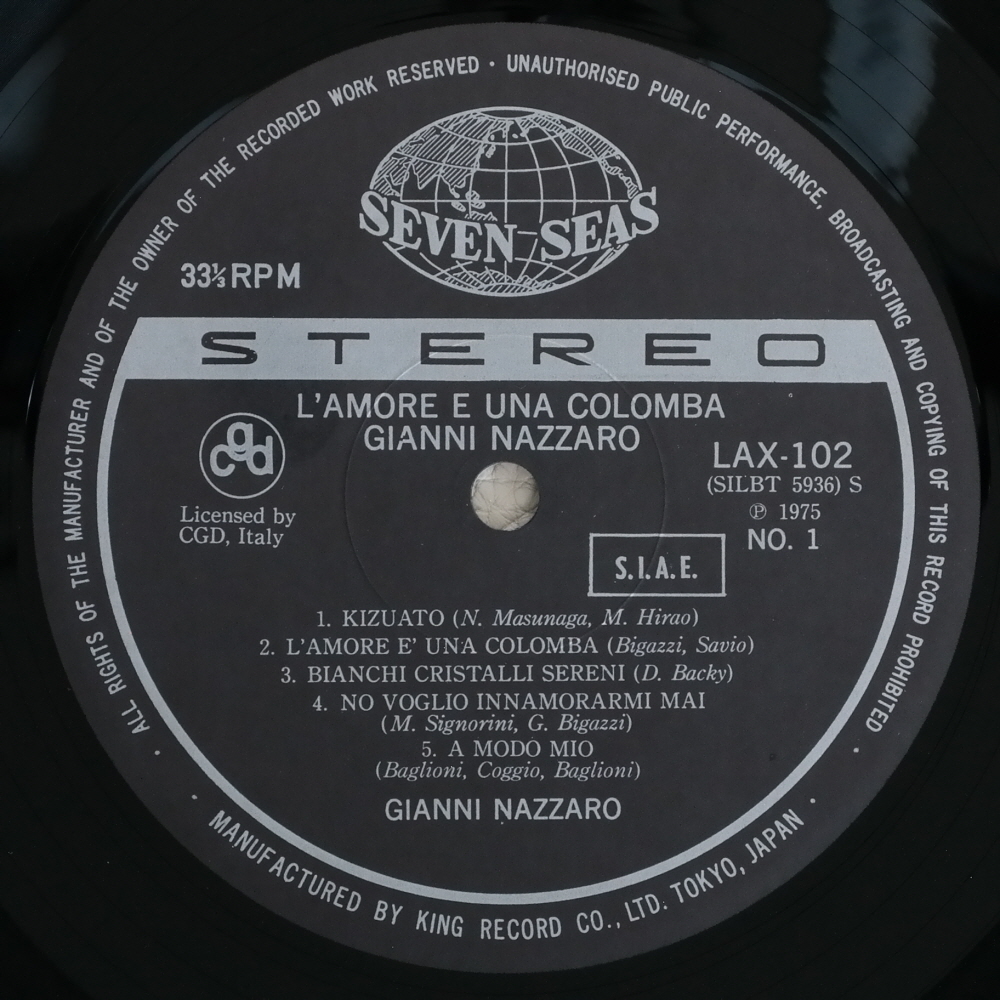 ALL RIGHTS OF THE MANUFACTURER AND OF THE OWNER OF THE RECORDED WORK RESERVED · UNAUTHORISED PUBLIC PERFORMANCE, BROADCASTING AND COPYING OF THIS RECORD PROHIBITED
SEVEN SEAS
33⅓ RPM
STEREO
L'AMORE E UNA COLOMBA
GIANNI NAZZARO
cgd
Licensed by
CGD, Italy
LAX-102
(SILBT 5936) S
℗ 1975
NO. 1
S.I.A.E.
1. KIZUATO (N. Masunaga, M. Hirao)
2. L'AMORE E' UNA COLOMBA (Bigazzi, Savio)
3. BIANCHI CRISTALLI SERENI (D. Backy)
4. NO VOGLIO INNAMORARMI MAI
(M. Signorini, G. Bigazzi)
5. A MODO MIO
(Baglioni, Coggio, Baglioni)
GIANNI NAZZARO
· MANUFACTURED BY KING RECORD CO., LTD. TOKYO, JAPAN ·